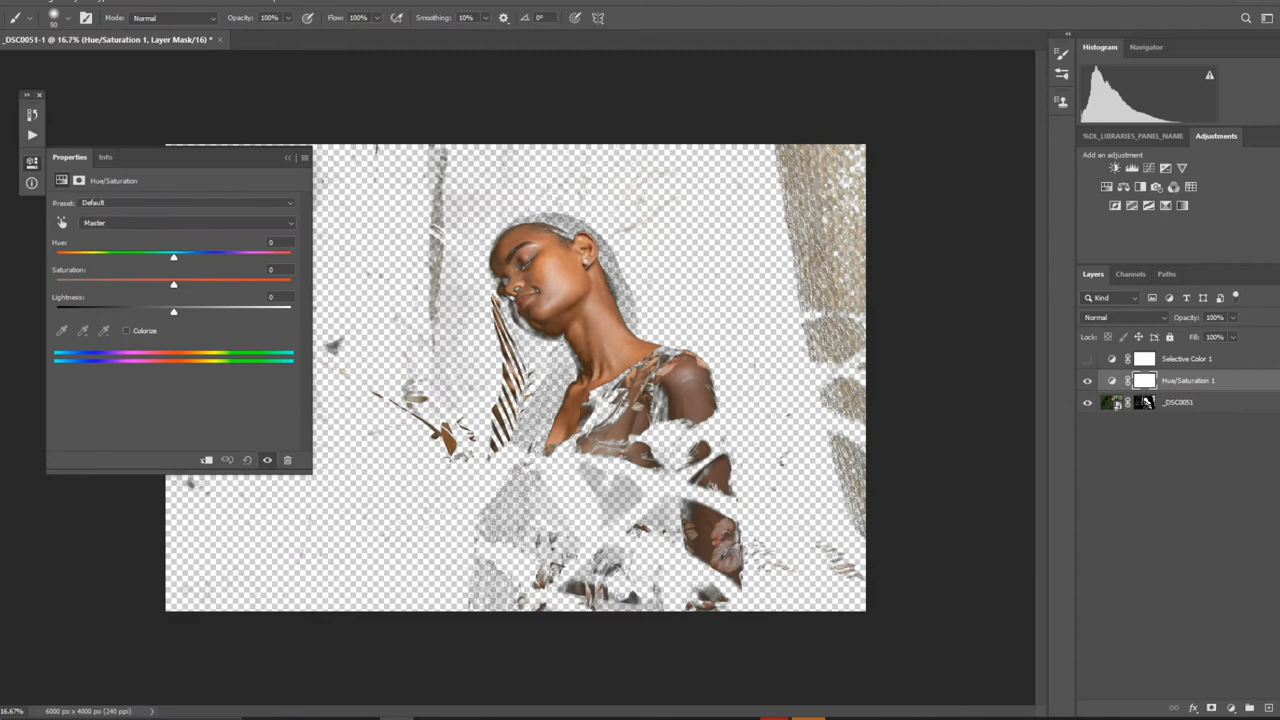 50
Mode: Normal
Opacity: 100%
Flow: 100%
Smoothing: 10%
0°
_DSC0051-1 @ 16.7% (Hue/Saturation 1, Layer Mask/16) *
Properties
Info
Hue/Saturation
Preset: Default
Master
Hue: 0
Saturation: 0
Lightness: 0
Colorize
Histogram
Navigator
%DL_LIBRARIES_PANEL_NAME
Adjustments
Add an adjustment
Layers
Channels
Paths
Kind
Normal
Opacity: 100%
Lock:
Fill: 100%
Selective Color 1
Hue/Saturation 1
_DSC0051
16.67%
6000 px x 4000 px (240 ppi)